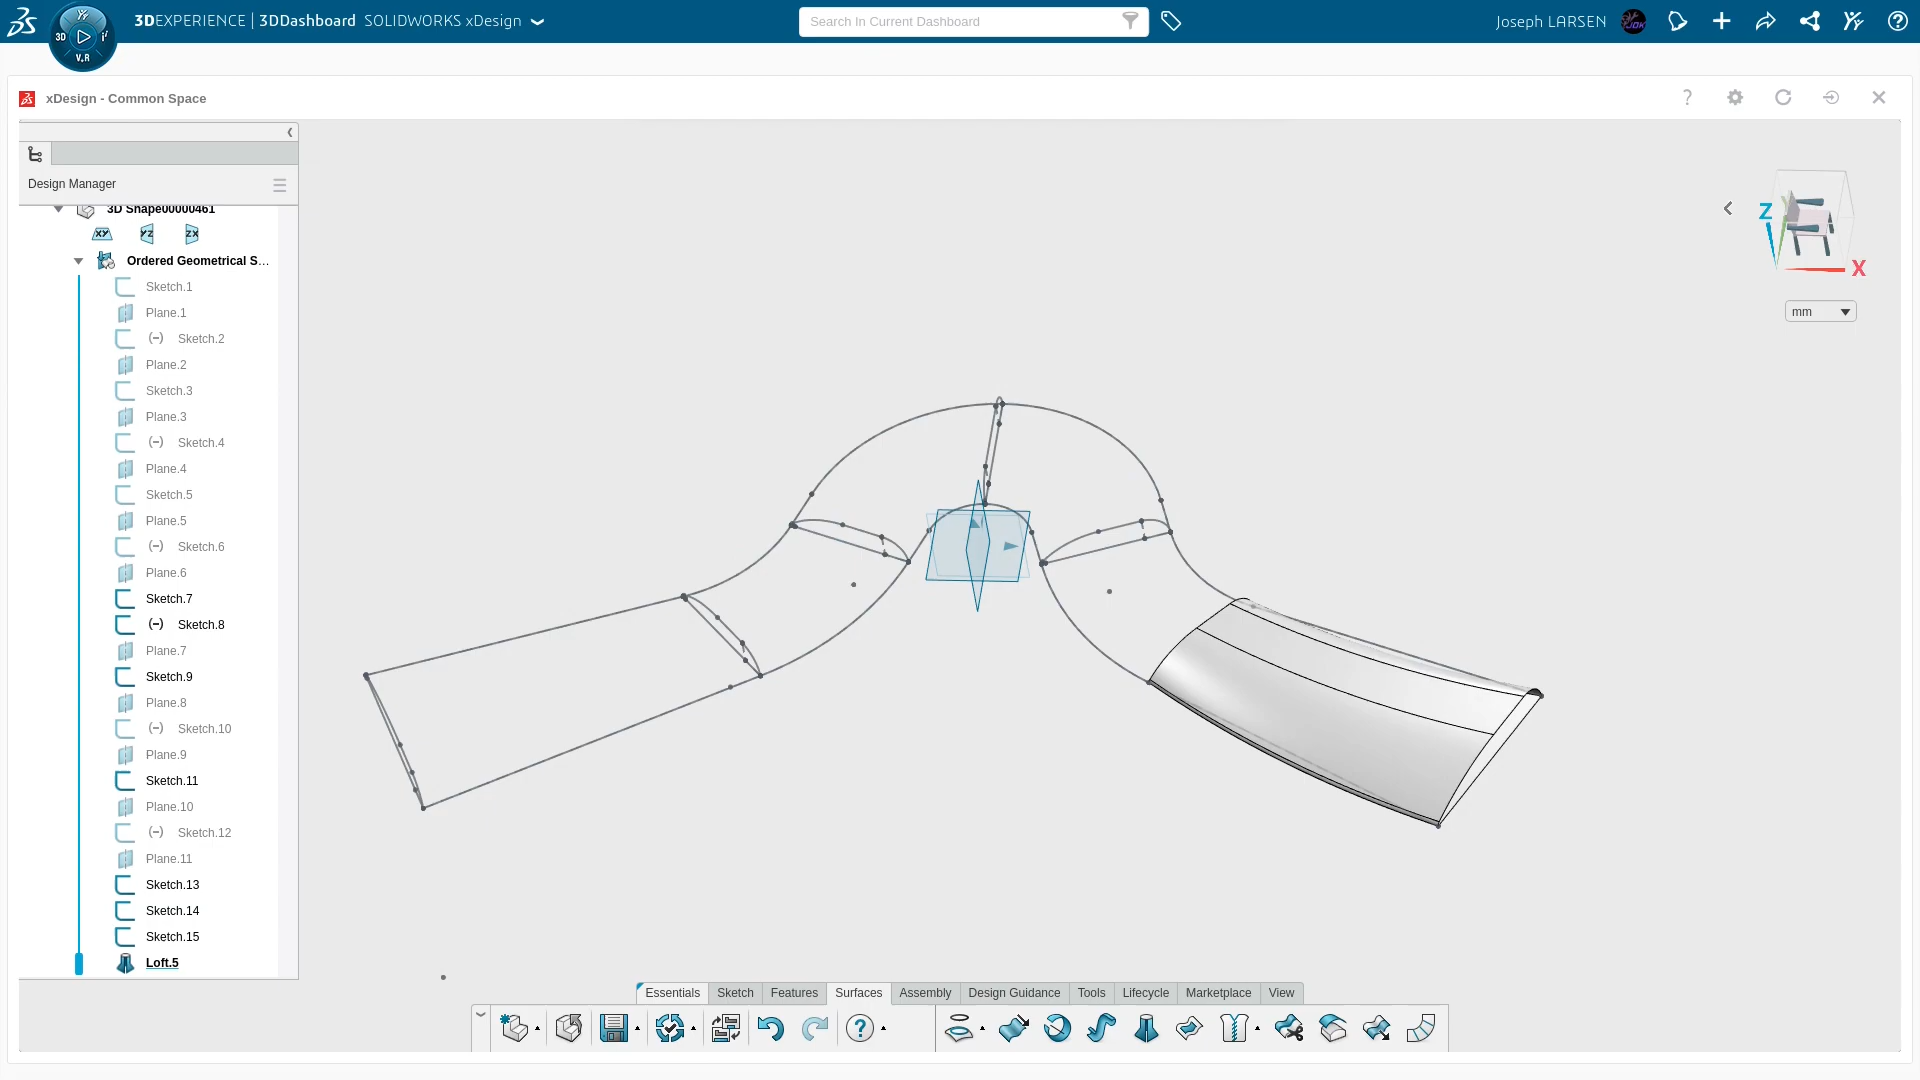 3DEXPERIENCE | 3DDashboard SOLIDWORKS xDesign
Search In Current Dashboard
Joseph LARSEN
3D
V.R
xDesign - Common Space
Design Manager
3D Shape00000461
XY YZ ZX
Ordered Geometrical S...
Sketch.1
Plane.1
(-) Sketch.2
Plane.2
Sketch.3
Plane.3
(-) Sketch.4
Plane.4
Sketch.5
Plane.5
(-) Sketch.6
Plane.6
Sketch.7
(-) Sketch.8
Plane.7
Sketch.9
Plane.8
(-) Sketch.10
Plane.9
Sketch.11
Plane.10
(-) Sketch.12
Plane.11
Sketch.13
Sketch.14
Sketch.15
Loft.5
Z
Y
X
mm
Essentials Sketch Features Surfaces Assembly Design Guidance Tools Lifecycle Marketplace View